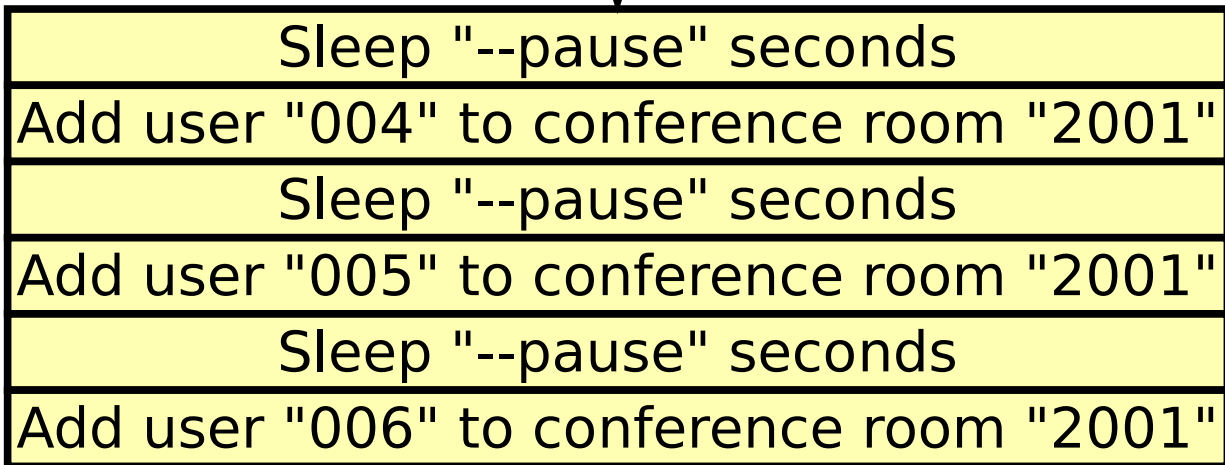 Sleep "--pause" seconds
Add user "004" to conference room "2001"
Sleep "--pause" seconds
Add user "005" to conference room "2001"
Sleep "--pause" seconds
Add user "006" to conference room "2001"